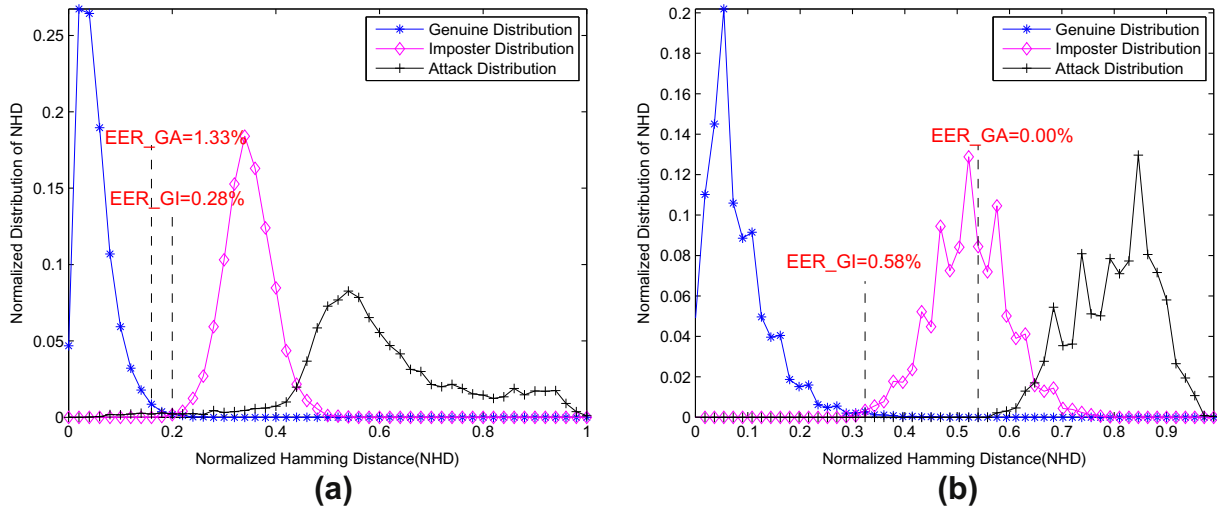 Genuine Distribution
Imposter Distribution
Attack Distribution
EER_GA=1.33%
EER_GI=0.28%
Normalized Distribution of NHD
0.25
0.2
0.15
0.1
0.05
0
0 0.2 0.4 0.6 0.8 1
Normalized Hamming Distance(NHD)
(a)
Genuine Distribution
Imposter Distribution
Attack Distribution
EER_GA=0.00%
EER_GI=0.58%
Normalized Distribution of NHD
0.2
0.18
0.16
0.14
0.12
0.1
0.08
0.06
0.04
0.02
0
0 0.1 0.2 0.3 0.4 0.5 0.6 0.7 0.8 0.9
Normalized Hamming Distance(NHD)
(b)